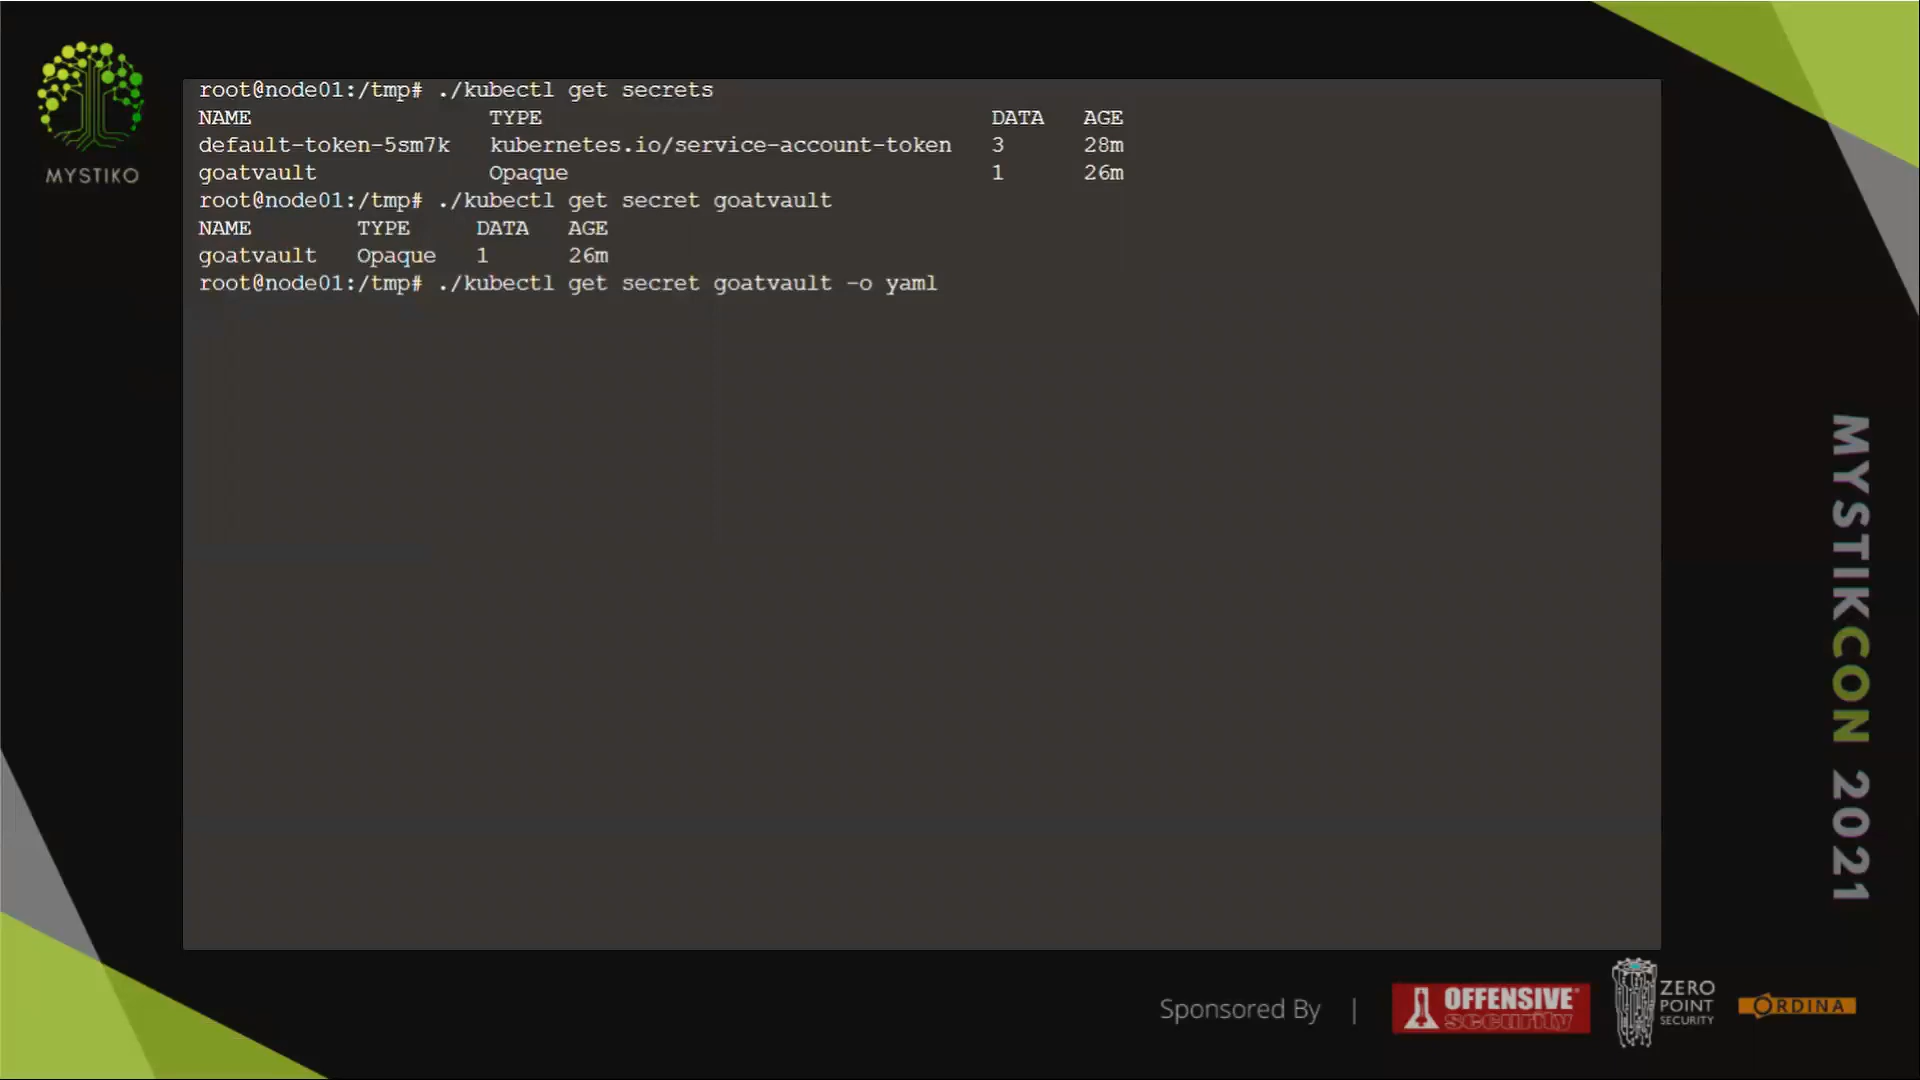 MYSTIKO
root@node01:/tmp# ./kubectl get secrets
NAME                  TYPE                                  DATA   AGE
default-token-5sm7k   kubernetes.io/service-account-token   3      28m
goatvault             Opaque                                1      26m
root@node01:/tmp# ./kubectl get secret goatvault
NAME        TYPE     DATA   AGE
goatvault   Opaque   1      26m
root@node01:/tmp# ./kubectl get secret goatvault -o yaml
MYSTIKCON 2021
Sponsored By |
OFFENSIVE
security
ZERO
POINT
SECURITY
ORDINA